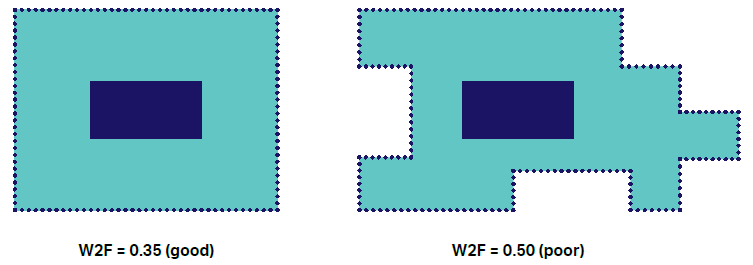 W2F = 0.35 (good)
W2F = 0.50 (poor)